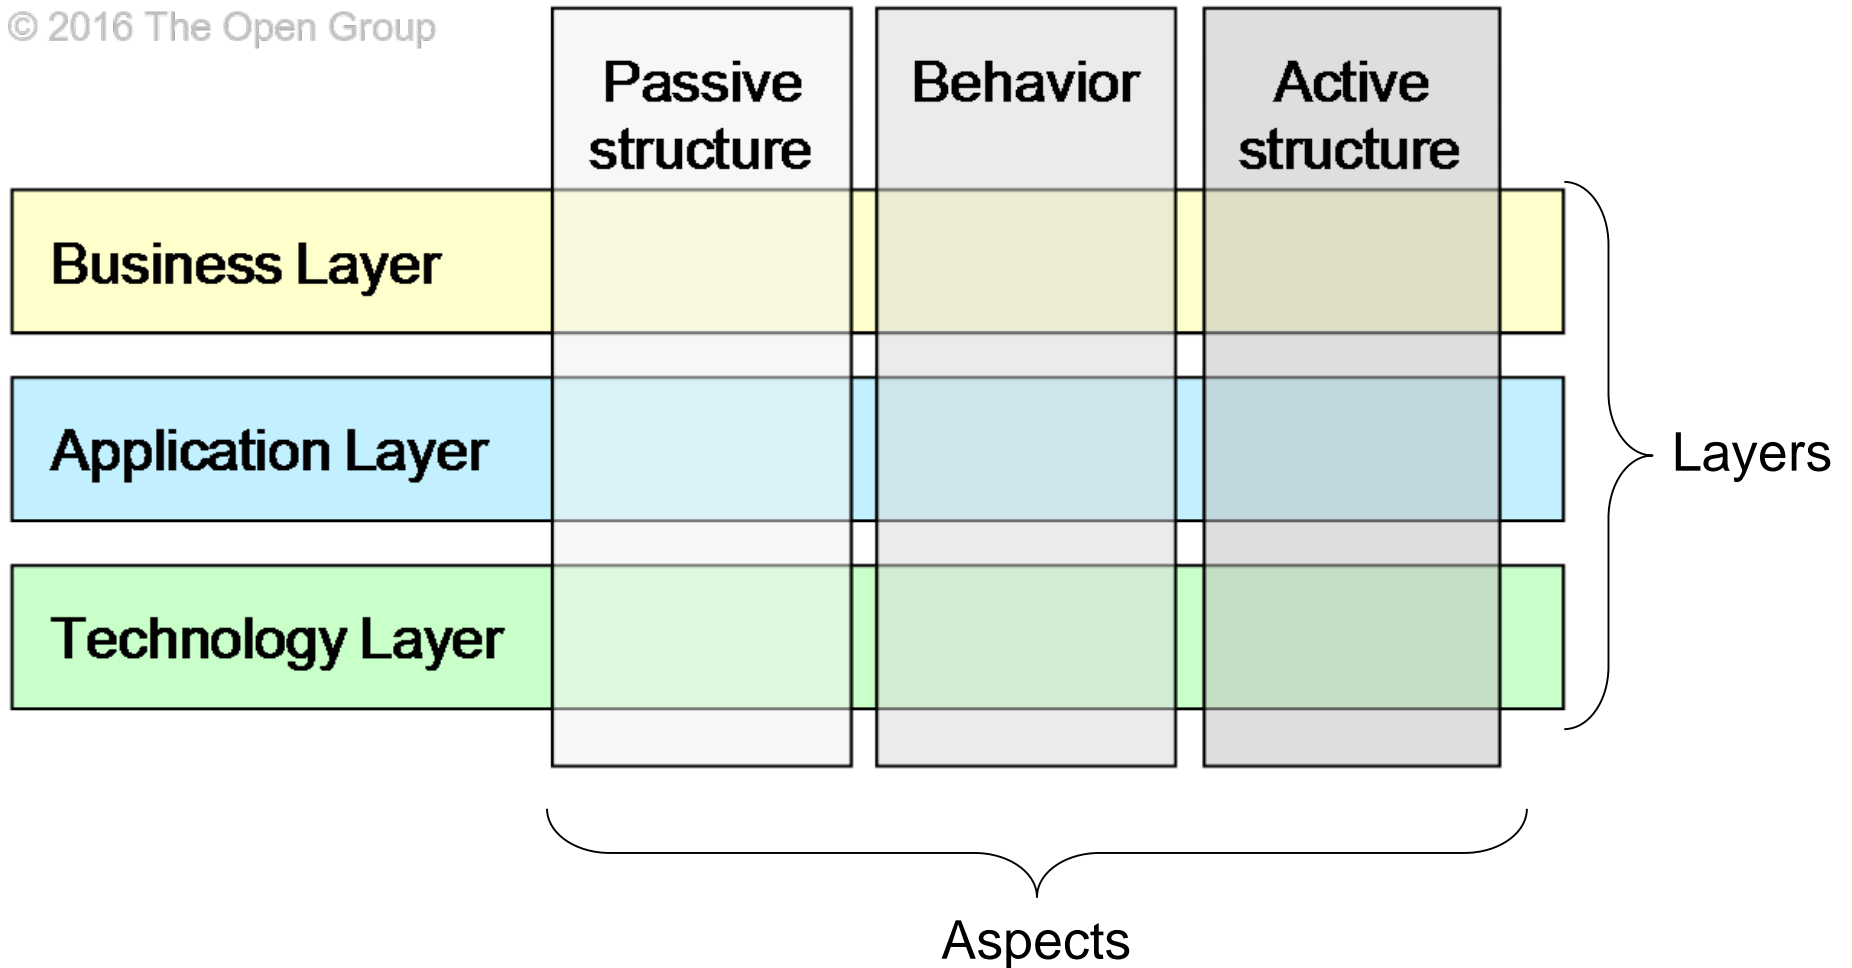 © 2016 The Open Group
Passive
structure
Behavior
Active
structure
Business Layer
Application Layer
Technology Layer
Layers
Aspects